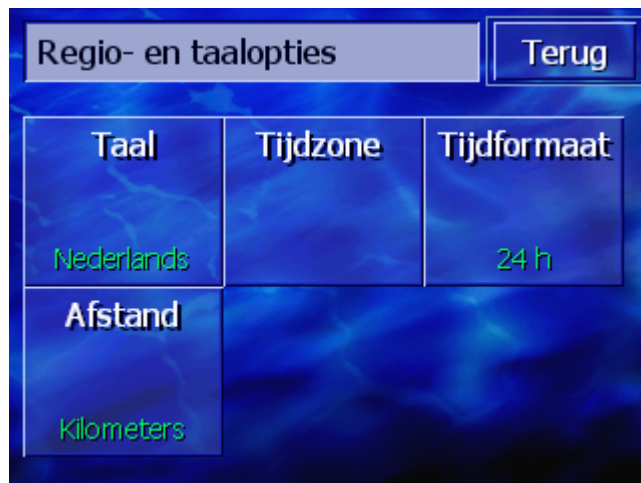 Regio- en taalopties
Terug
Taal
Tijdzone
Tijdformaat
Nederlands
24 h
Afstand
Kilometers